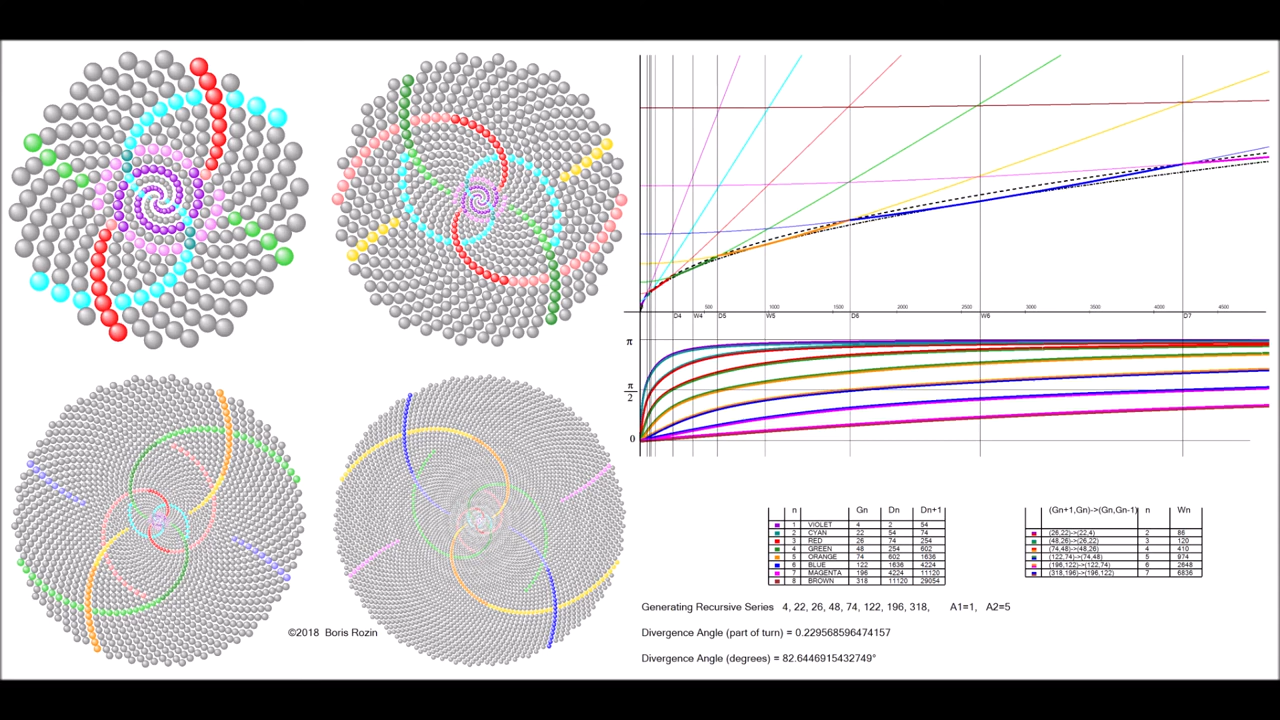 500 1000 1500 2000 2500 3000 3500 4000 4500
D4 W4 D5 W5 D6 W6 D7
π
π
2
0
n Gn Dn Dn+1
1 VIOLET 4 2 54
2 CYAN 22 54 74
3 RED 26 74 254
4 GREEN 48 254 602
5 ORANGE 74 602 1636
6 BLUE 122 1636 4224
7 MAGENTA 196 4224 11120
8 BROWN 318 11120 29054
(Gn+1,Gn)->(Gn,Gn-1) n Wn
(26,22)->(22,4) 2 86
(48,26)->(26,22) 3 120
(74,48)->(48,26) 4 410
(122,74)->(74,48) 5 974
(196,122)->(122,74) 6 2648
(318,196)->(196,122) 7 6836
Generating Recursive Series 4, 22, 26, 48, 74, 122, 196, 318, A1=1, A2=5
©2018 Boris Rozin
Divergence Angle (part of turn) = 0.229568596474157
Divergence Angle (degrees) = 82.6446915432749°